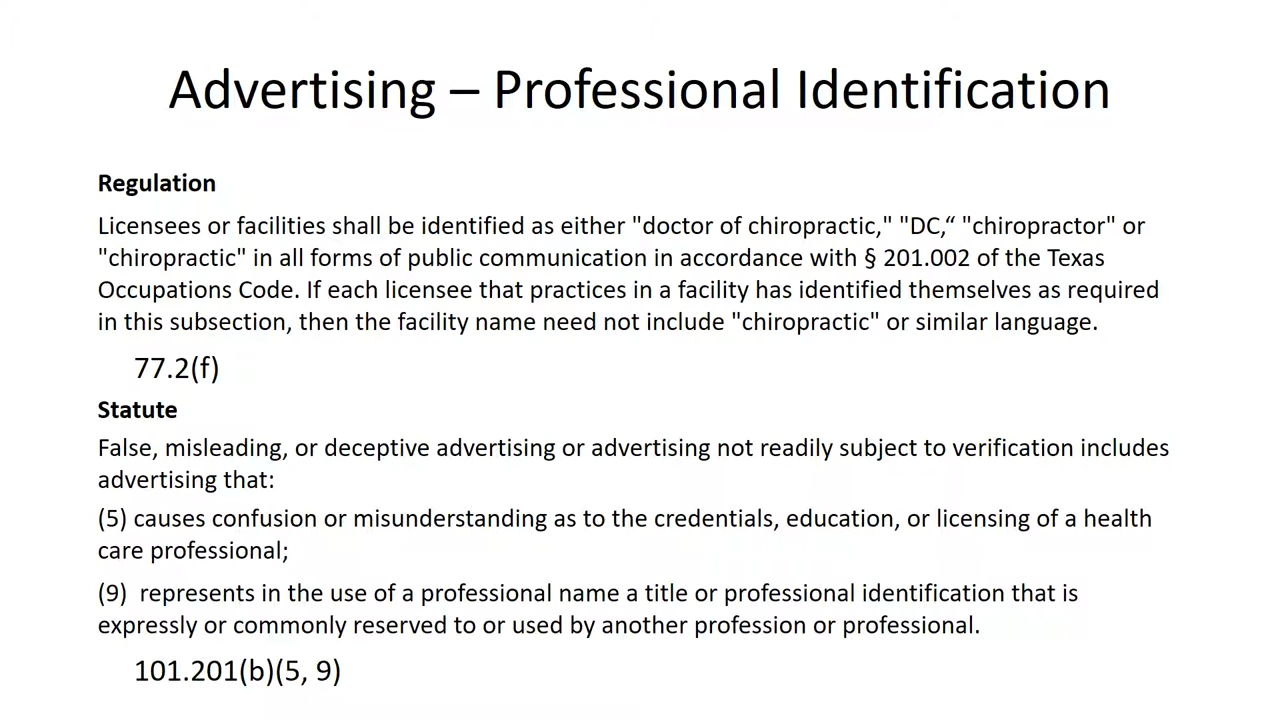 Advertising – Professional Identification
Regulation
Licensees or facilities shall be identified as either "doctor of chiropractic," "DC,“ "chiropractor" or
"chiropractic" in all forms of public communication in accordance with § 201.002 of the Texas
Occupations Code. If each licensee that practices in a facility has identified themselves as required
in this subsection, then the facility name need not include "chiropractic" or similar language.
77.2(f)
Statute
False, misleading, or deceptive advertising or advertising not readily subject to verification includes
advertising that:
(5) causes confusion or misunderstanding as to the credentials, education, or licensing of a health
care professional;
(9)  represents in the use of a professional name a title or professional identification that is
expressly or commonly reserved to or used by another profession or professional.
101.201(b)(5, 9)